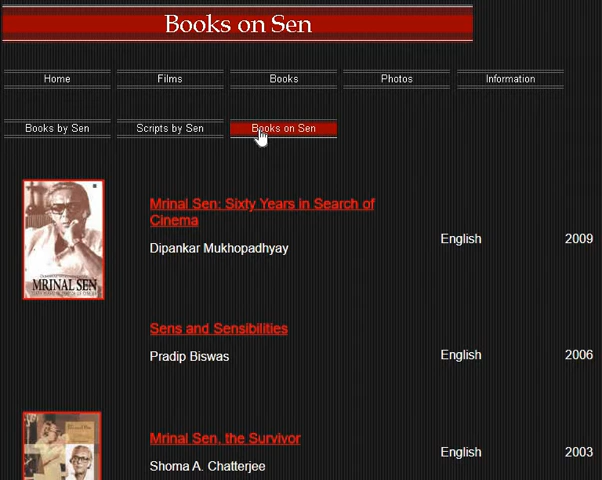 Books on Sen
Home Films Books Photos Information
Books by Sen Scripts by Sen Books on Sen
Mrinal Sen: Sixty Years in Search of
Cinema
English 2009
Dipankar Mukhopadhyay
MRINAL SEN
Sens and Sensibilities
Pradip Biswas English 2006
Mrinal Sen, the Survivor
English 2003
Shoma A. Chatterjee